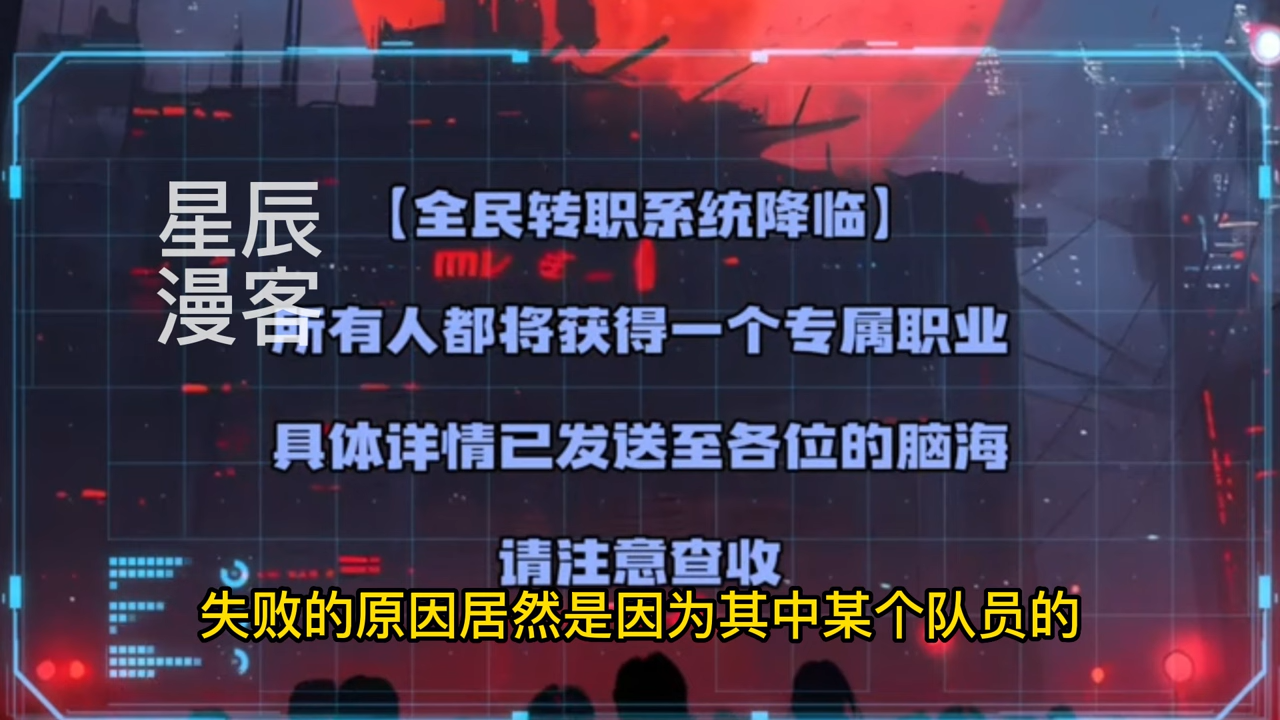 星辰
漫客
【全民转职系统降临】
所有人都将获得一个专属职业
具体详情已发送至各位的脑海
请注意查收
失败的原因居然是因为其中某个队员的